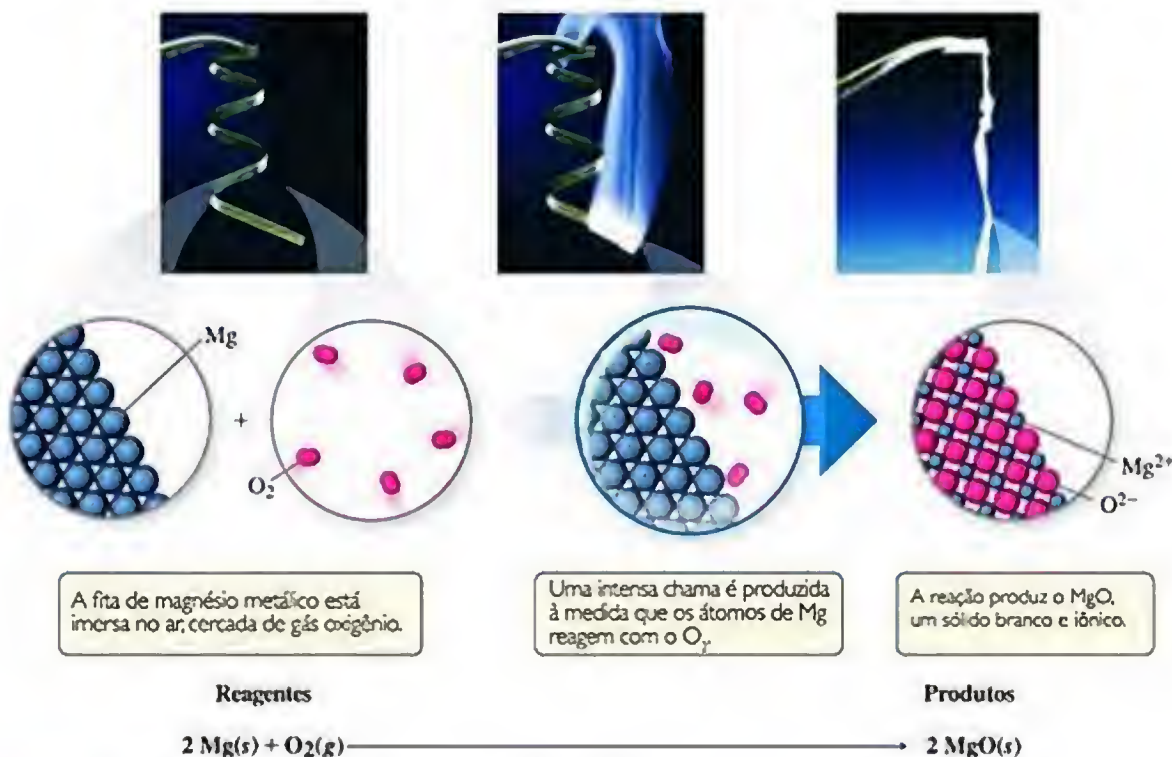 Mg
+
O₂
Mg²⁺
O²⁻
A fita de magnésio metálico está
imersa no ar, cercada de gás oxigênio.
Uma intensa chama é produzida
à medida que os átomos de Mg
reagem com o O₂.
A reação produz o MgO,
um sólido branco e iônico.
Reagentes
Produtos
2 Mg(s) + O₂(g) → 2 MgO(s)